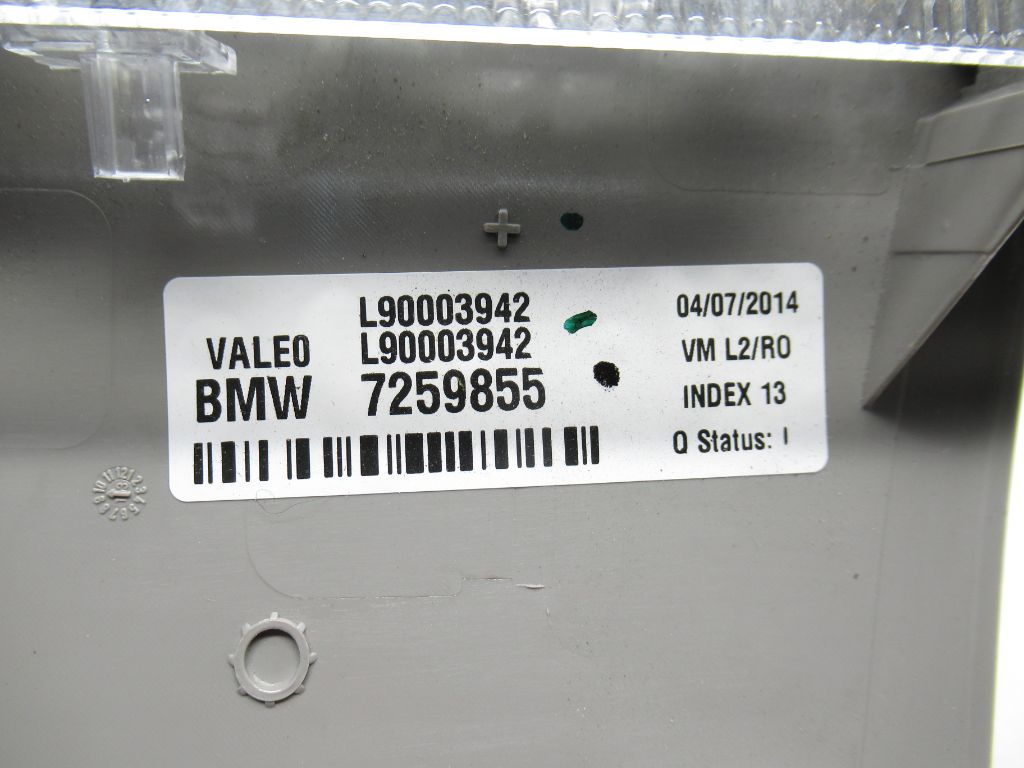 L90003942
VALEO L90003942
BMW 7259855
04/07/2014
VM L2/RO
INDEX 13
Q Status: I